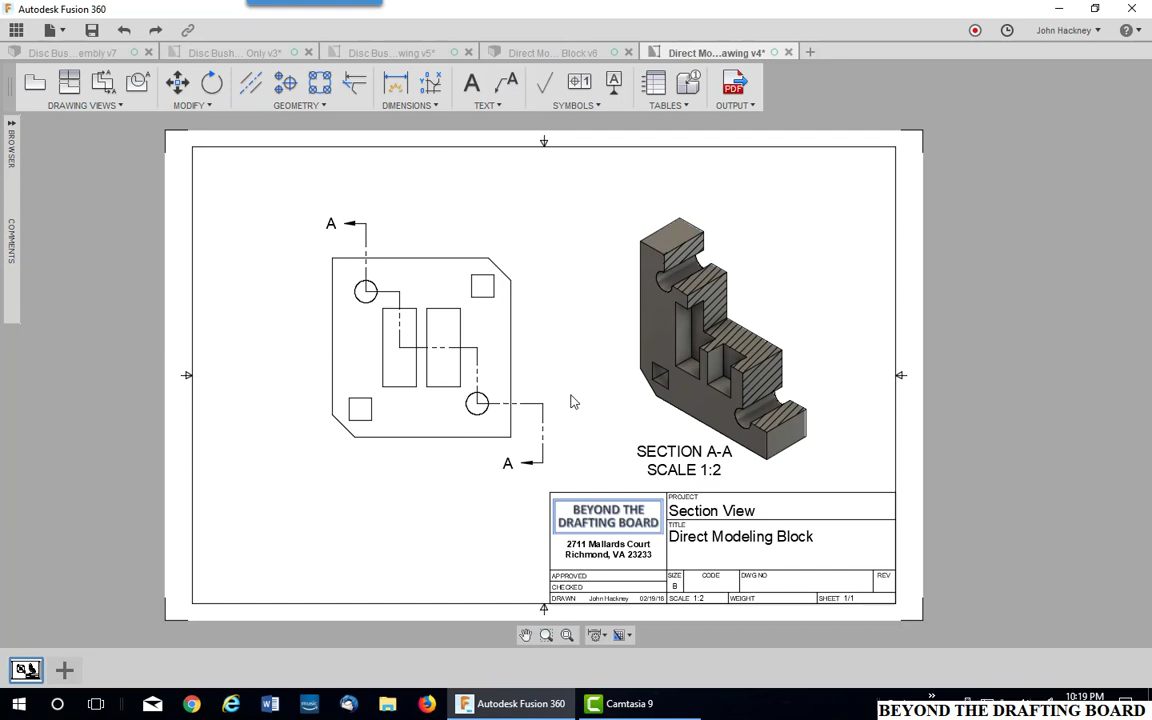 Autodesk Fusion 360
John Hackney
Disc Bus...embly v7
Disc Bush... Only v3*
Disc Bus...wing v5*
Direct Mo... Block v6
Direct Mo...awing v4*
DRAWING VIEWS
MODIFY
GEOMETRY
DIMENSIONS
TEXT
SYMBOLS
TABLES
OUTPUT
PDF
BROWSER
COMMENTS
A
A
SECTION A-A
SCALE 1:2
BEYOND THE
DRAFTING BOARD
2711 Mallards Court
Richmond, VA 23233
PROJECT
Section View
TITLE
Direct Modeling Block
APPROVED
CHECKED
DRAWN John Hackney 02/19/16
SIZE CODE DWG NO REV
B
SCALE 1:2 WEIGHT SHEET 1/1
Autodesk Fusion 360
Camtasia 9
10:19 PM
BEYOND THE DRAFTING BOARD